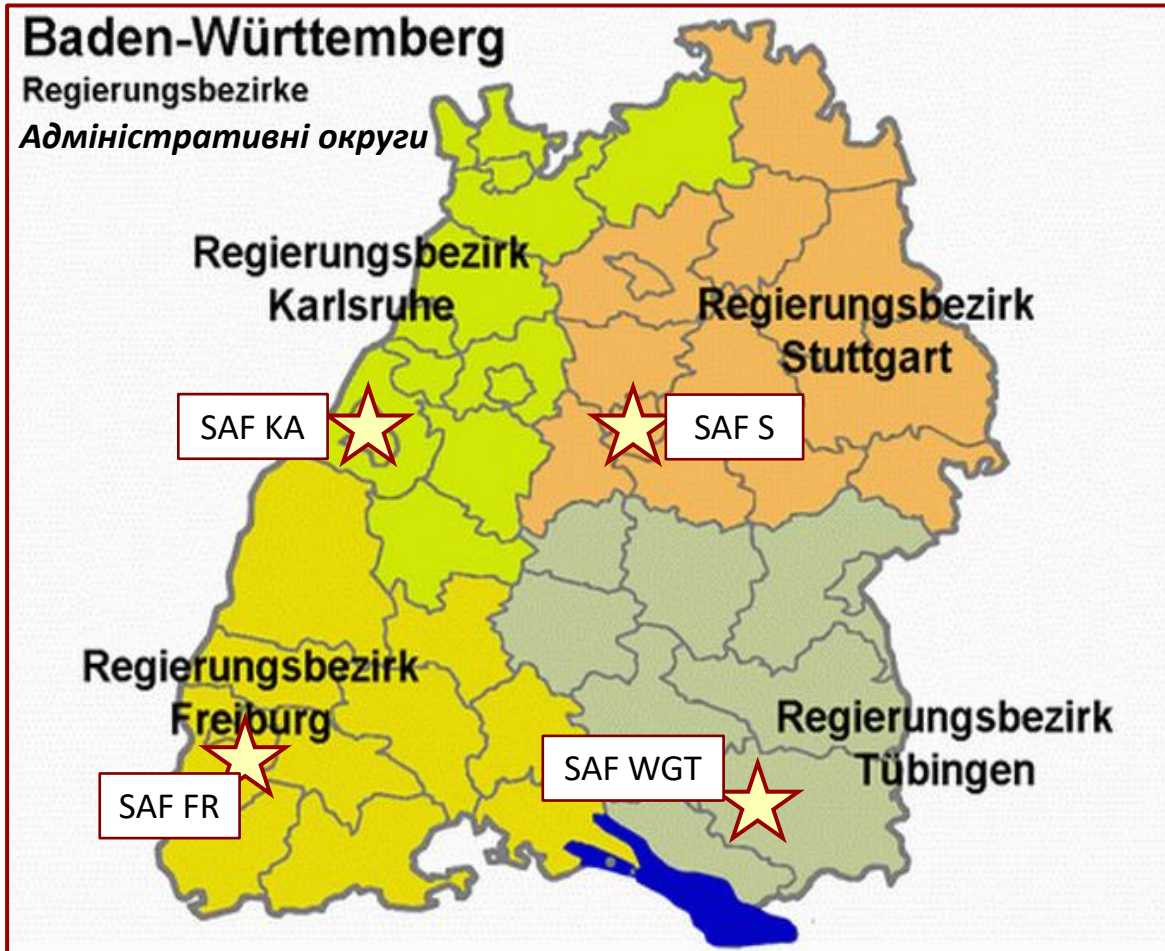 Baden-Württemberg
Regierungsbezirke
Адміністративні округи
Regierungsbezirk
Karlsruhe
Regierungsbezirk
Stuttgart
SAF KA
SAF S
Regierungsbezirk
Freiburg
SAF FR
SAF WGT
Regierungsbezirk
Tübingen